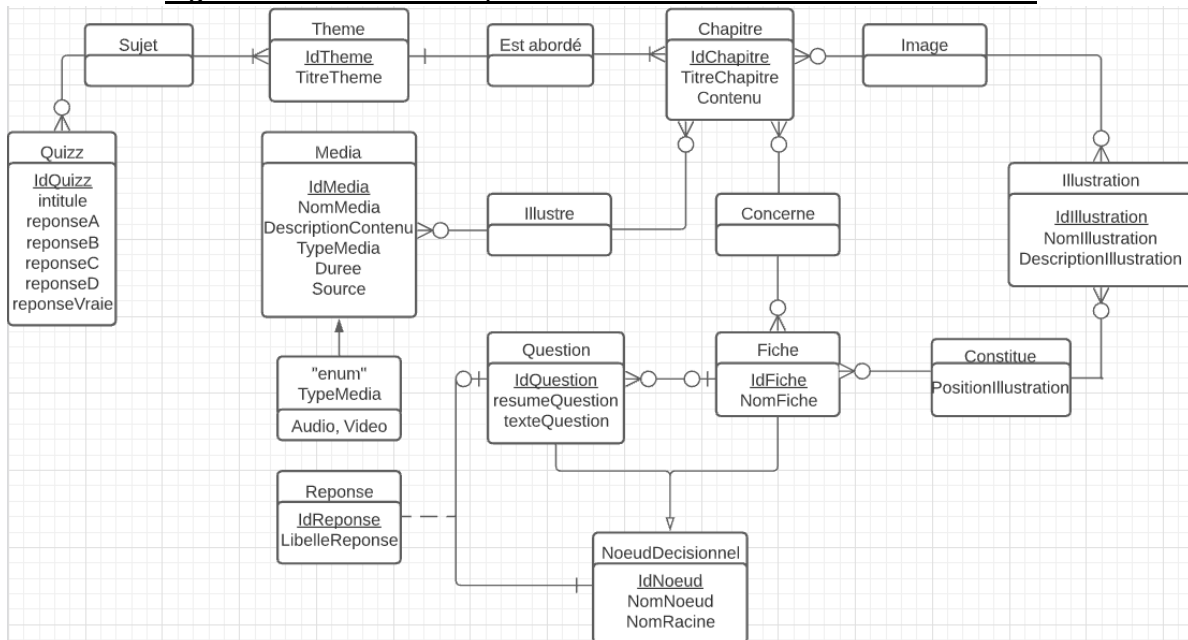 Sujet
Theme
IdTheme
TitreTheme
Est abordé
Chapitre
IdChapitre
TitreChapitre
Contenu
Image
Quizz
IdQuizz
intitule
reponseA
reponseB
reponseC
reponseD
reponseVraie
Media
IdMedia
NomMedia
DescriptionContenu
TypeMedia
Duree
Source
Illustre
Concerne
Illustration
IdIllustration
NomIllustration
DescriptionIllustration
"enum"
TypeMedia
Audio, Video
Question
IdQuestion
resumeQuestion
texteQuestion
Fiche
IdFiche
NomFiche
Constitue
PositionIllustration
Reponse
IdReponse
LibelleReponse
NoeudDecisionnel
IdNoeud
NomNoeud
NomRacine